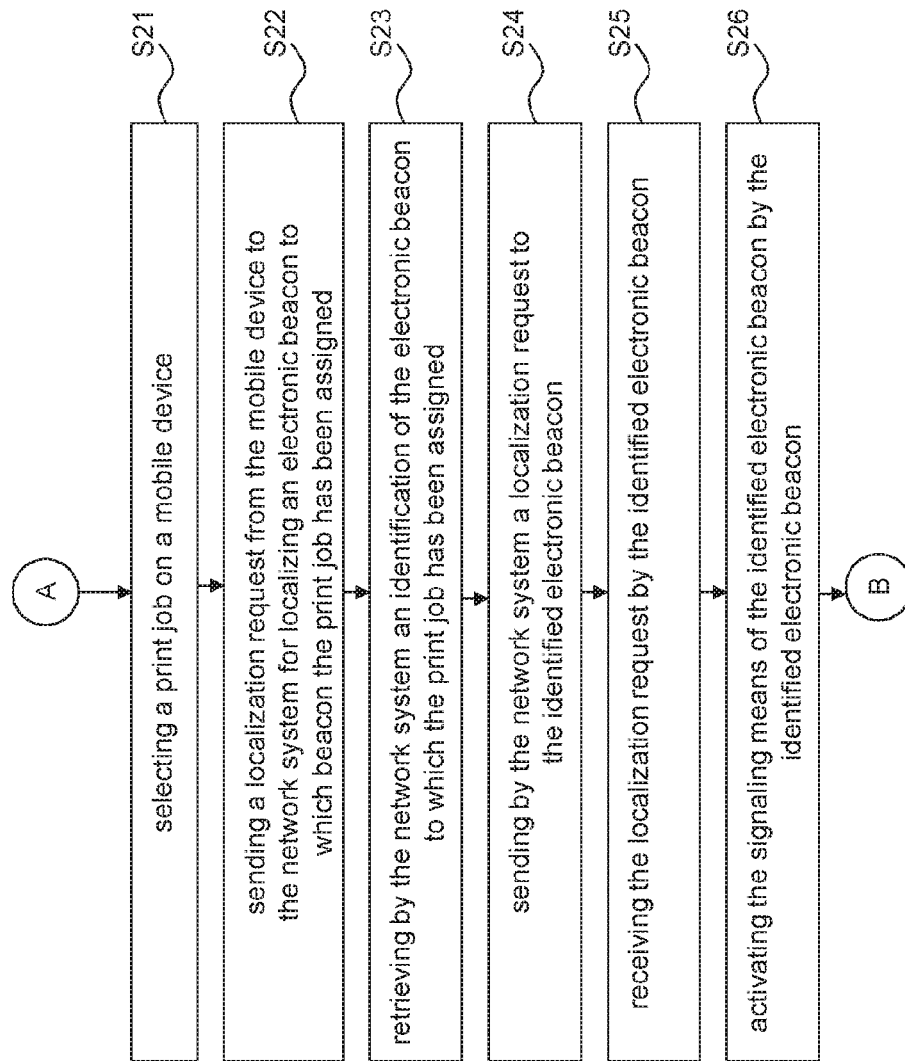 A
S21
selecting a print job on a mobile device
S22
sending a localization request from the mobile device to
the network system for localizing an electronic beacon to
which beacon the print job has been assigned
S23
retrieving by the network system an identification of the electronic beacon
to which the print job has been assigned
S24
sending by the network system a localization request to
the identified electronic beacon
S25
receiving the localization request by the identified electronic beacon
S26
activating the signaling means of the identified electronic beacon by the
identified electronic beacon
B